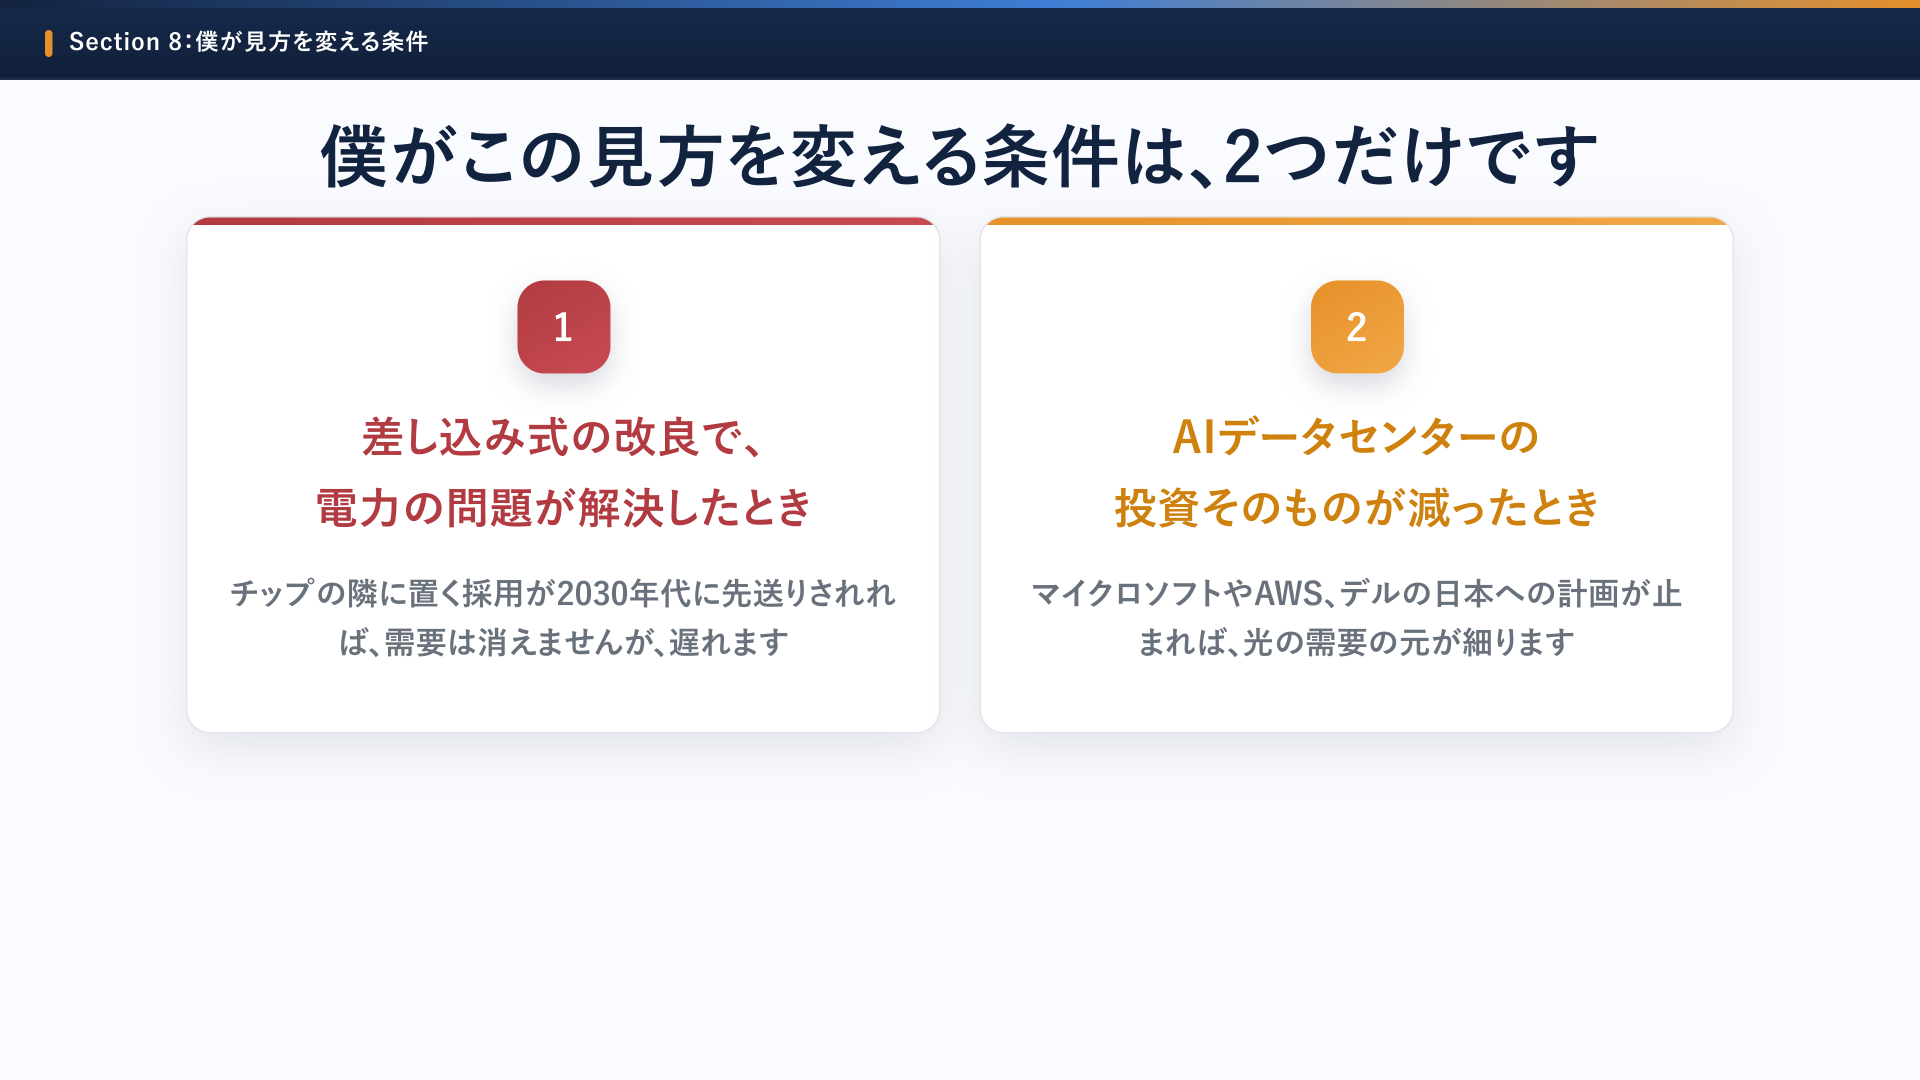 Section 8：僕が見方を変える条件
僕がこの見方を変える条件は、2つだけです
1
差し込み式の改良で、
電力の問題が解決したとき
チップの隣に置く採用が2030年代に先送りされれ
ば、需要は消えませんが、遅れます
2
AIデータセンターの
投資そのものが減ったとき
マイクロソフトやAWS、デルの日本への計画が止
まれば、光の需要の元が細ります